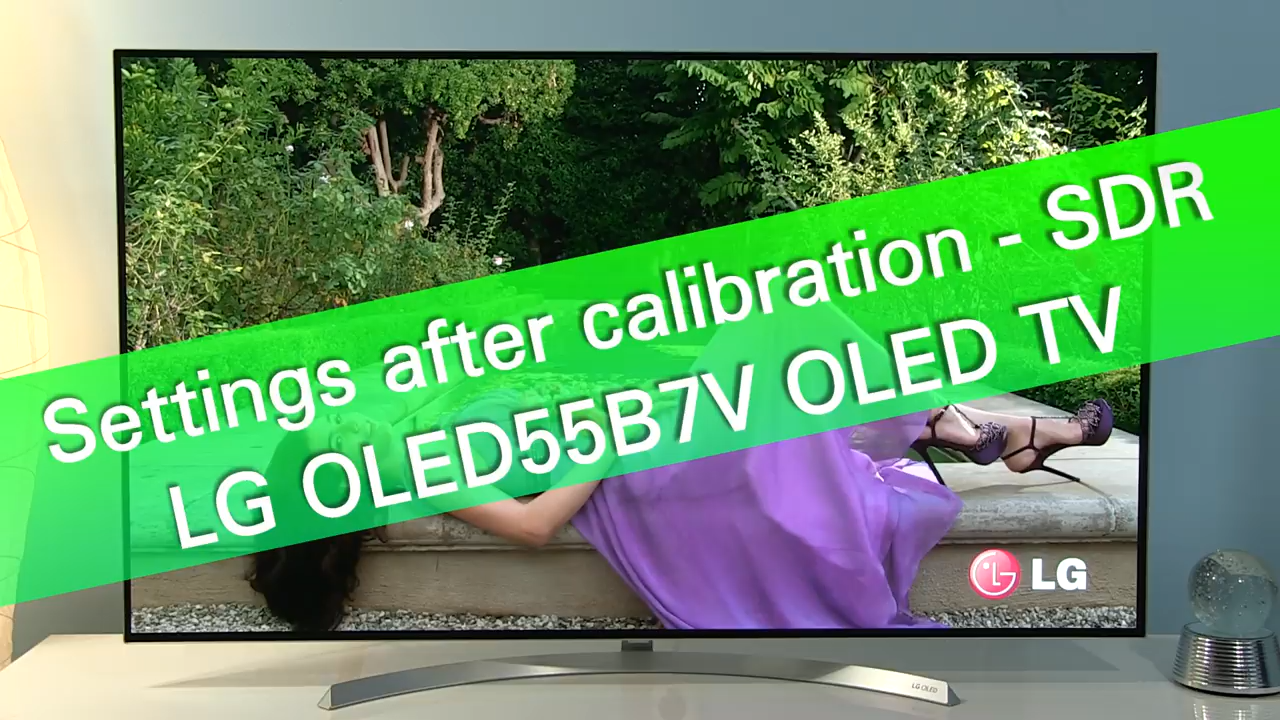 Settings after calibration - SDR
LG OLED55B7V OLED TV
LG
LG OLED